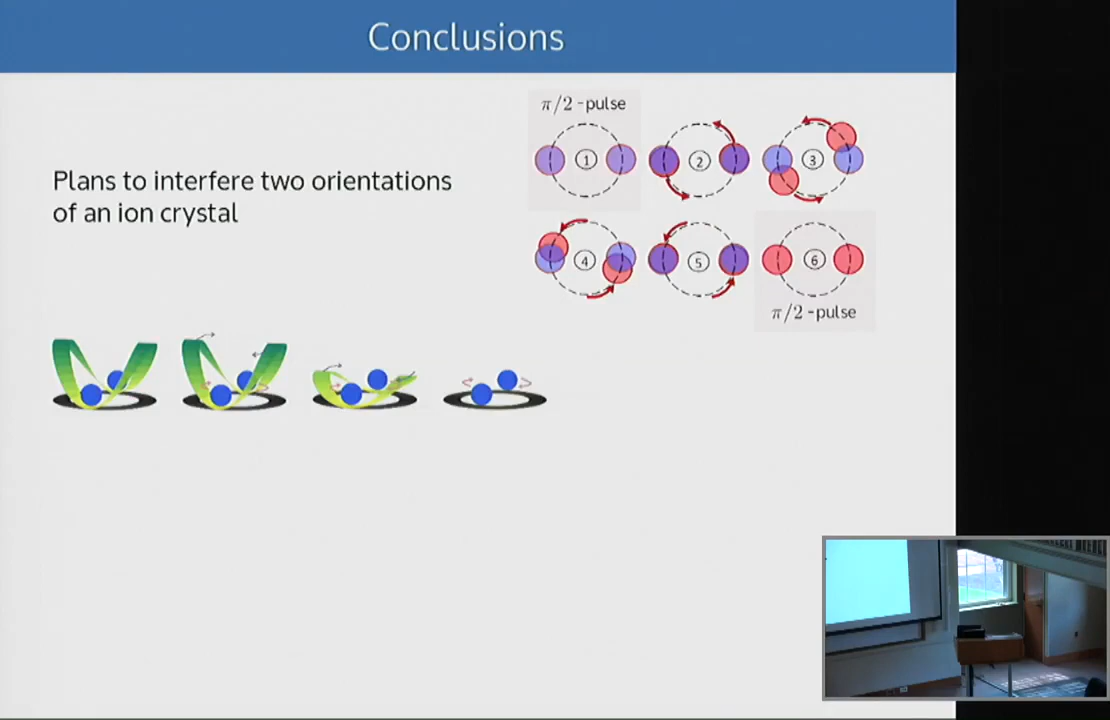 Conclusions
Plans to interfere two orientations
of an ion crystal
π/2 -pulse
1
2
3
4
5
6
π/2 -pulse